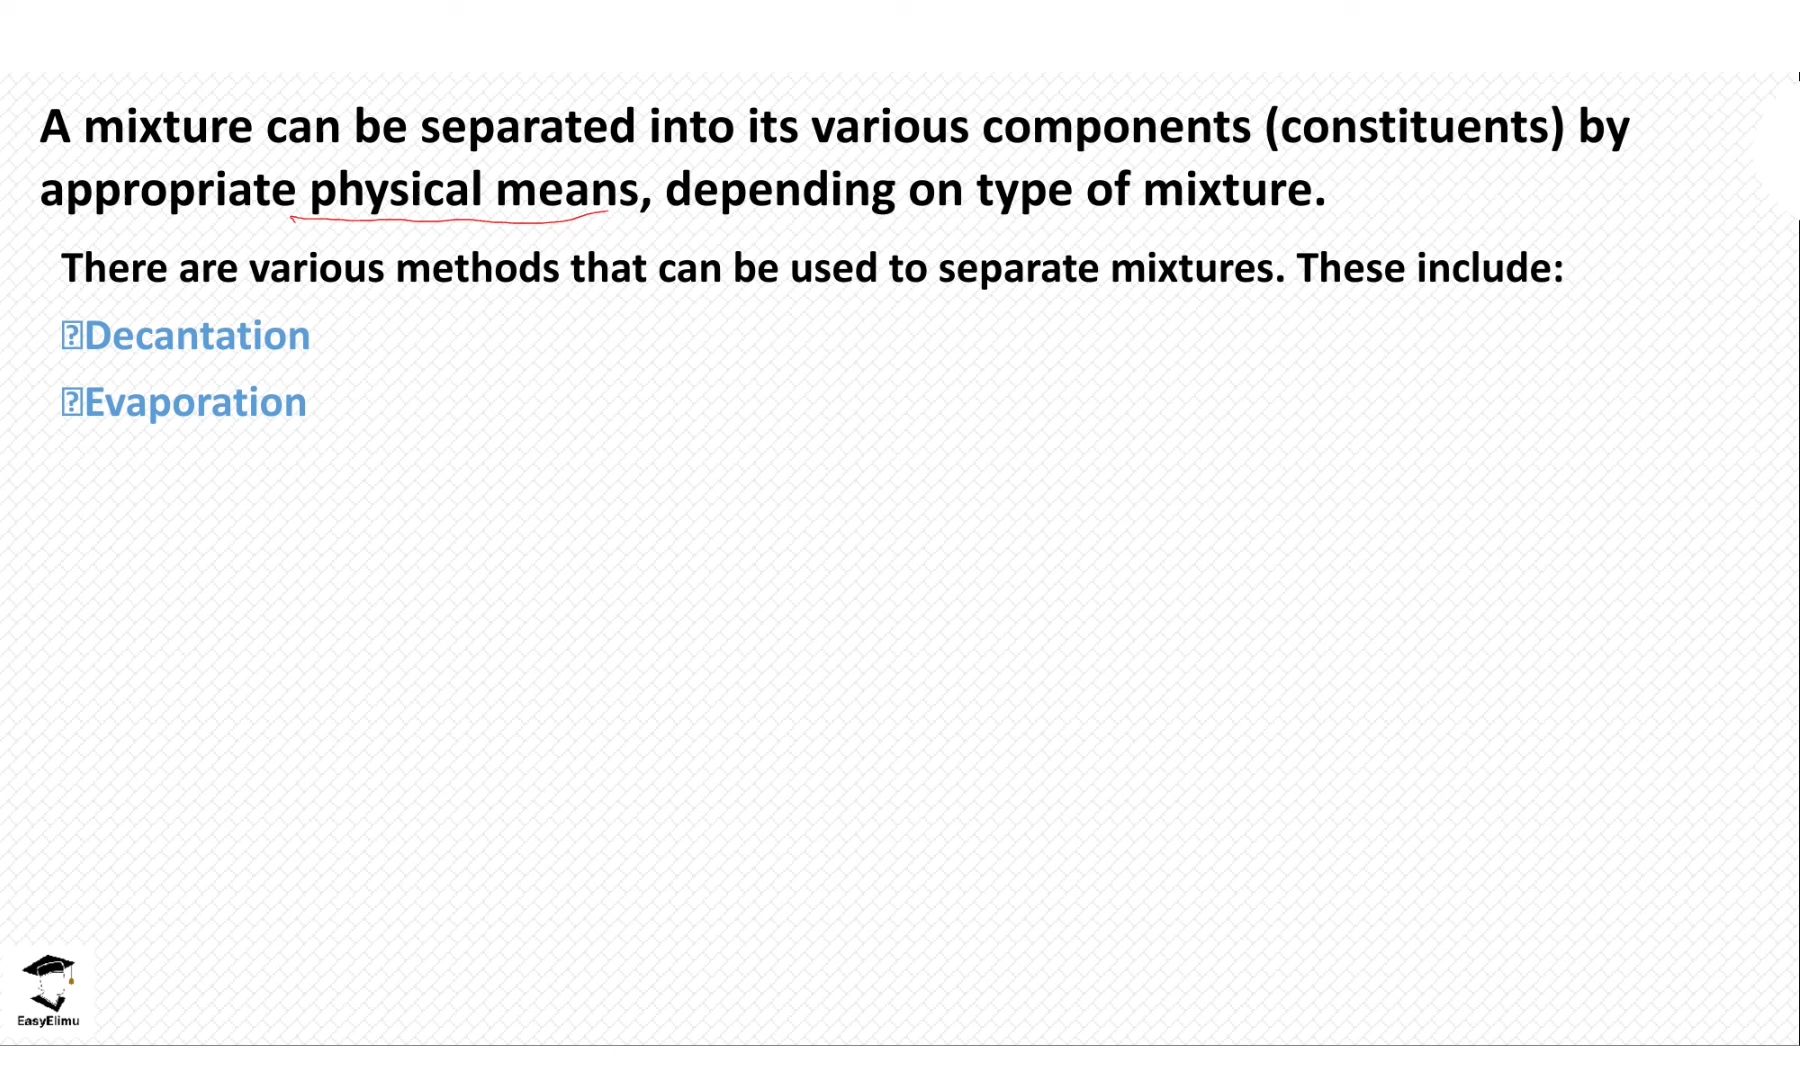 A mixture can be separated into its various components (constituents) by
appropriate physical means, depending on type of mixture.
There are various methods that can be used to separate mixtures. These include:
Decantation
Evaporation
EasyElimu